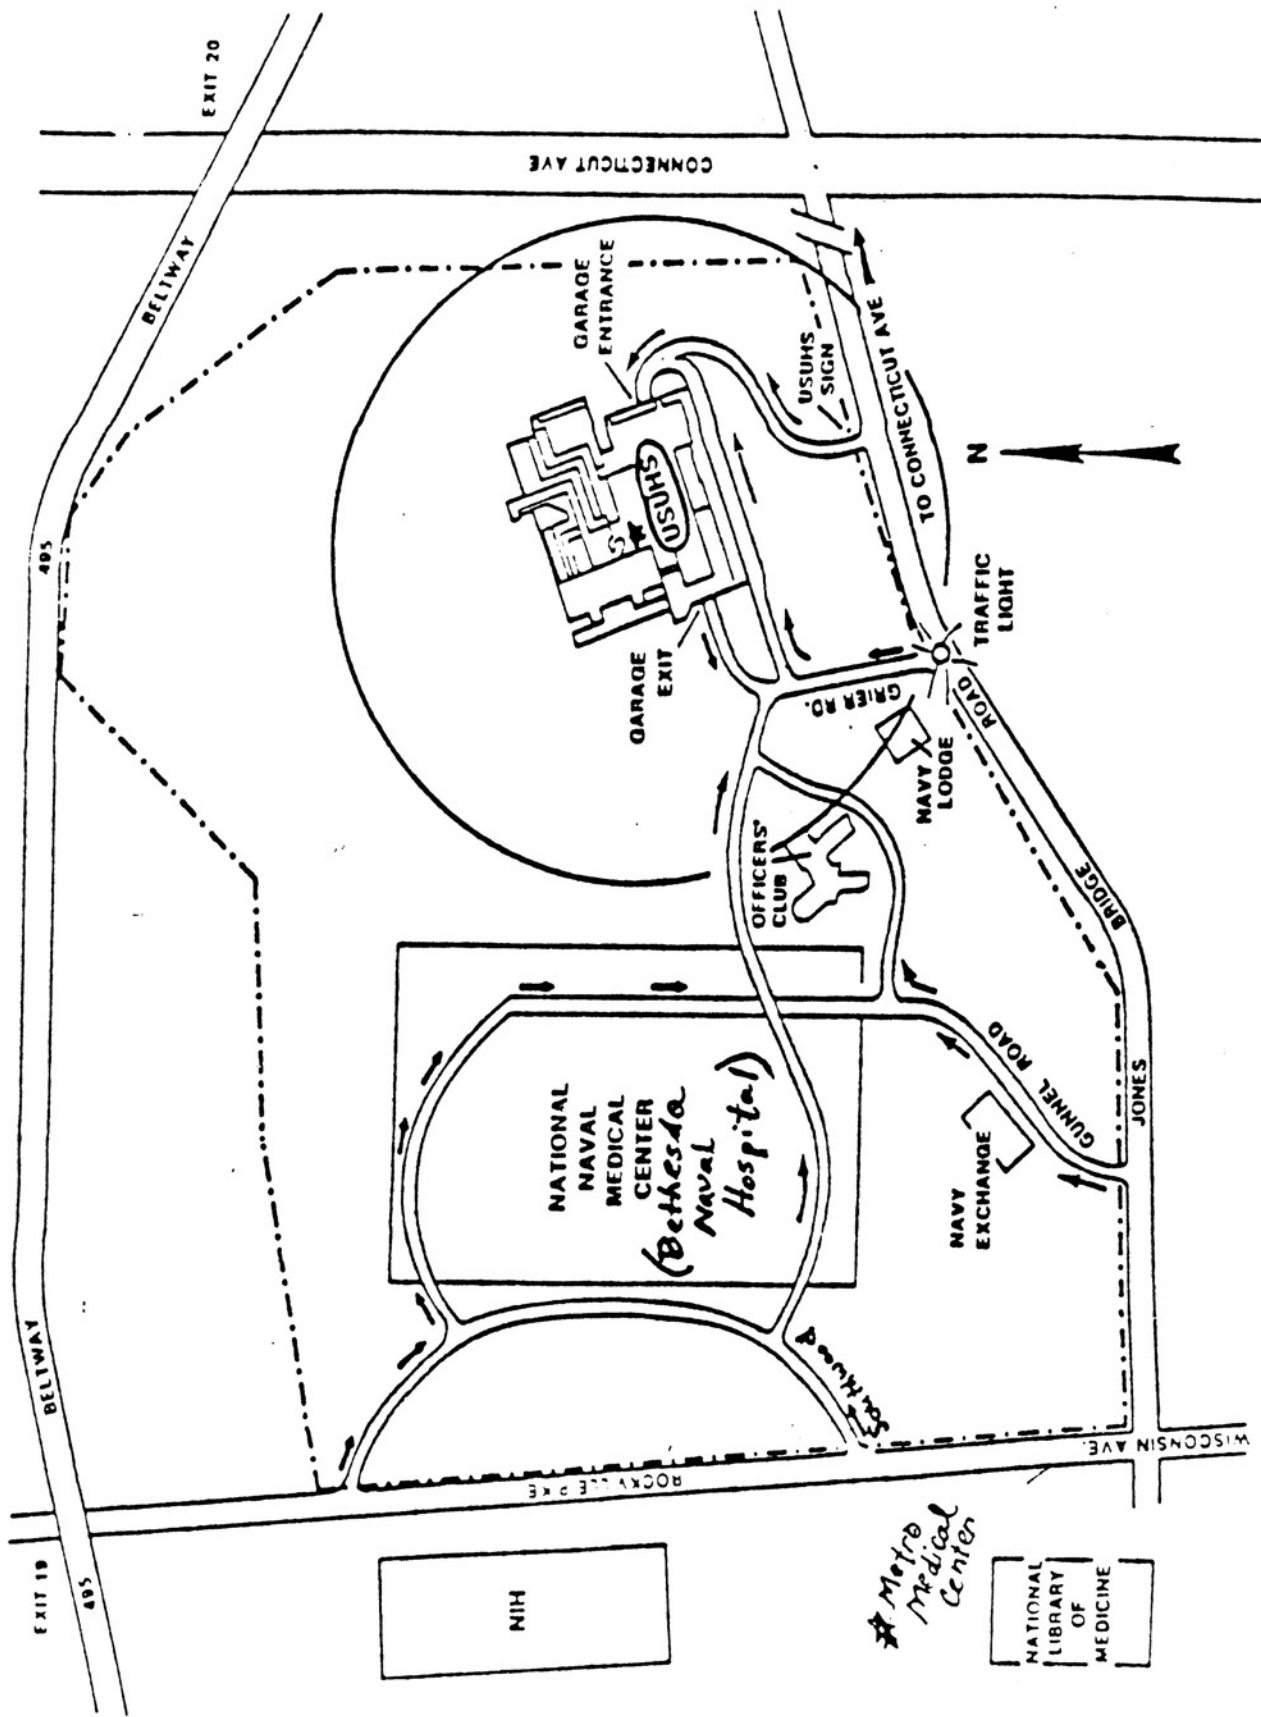 EXIT 19
495
BELTWAY
495
BELTWAY
EXIT 20
NIH
ROCKVILLE PIKE
NATIONAL
NAVAL
MEDICAL
CENTER
(Bethesda
Naval
Hospital)
GARAGE
EXIT
USUHS
GARAGE
ENTRANCE
CONNECTICUT AVE
Metro
Medical
Center
Southwood
OFFICERS'
CLUB
GRIER RD.
USUHS
SIGN
TO CONNECTICUT AVE
NATIONAL
LIBRARY
OF
MEDICINE
WISCONSIN AVE.
NAVY
EXCHANGE
GUNNEL ROAD
NAVY
LODGE
JONES
BRIDGE
ROAD
TRAFFIC
LIGHT
N